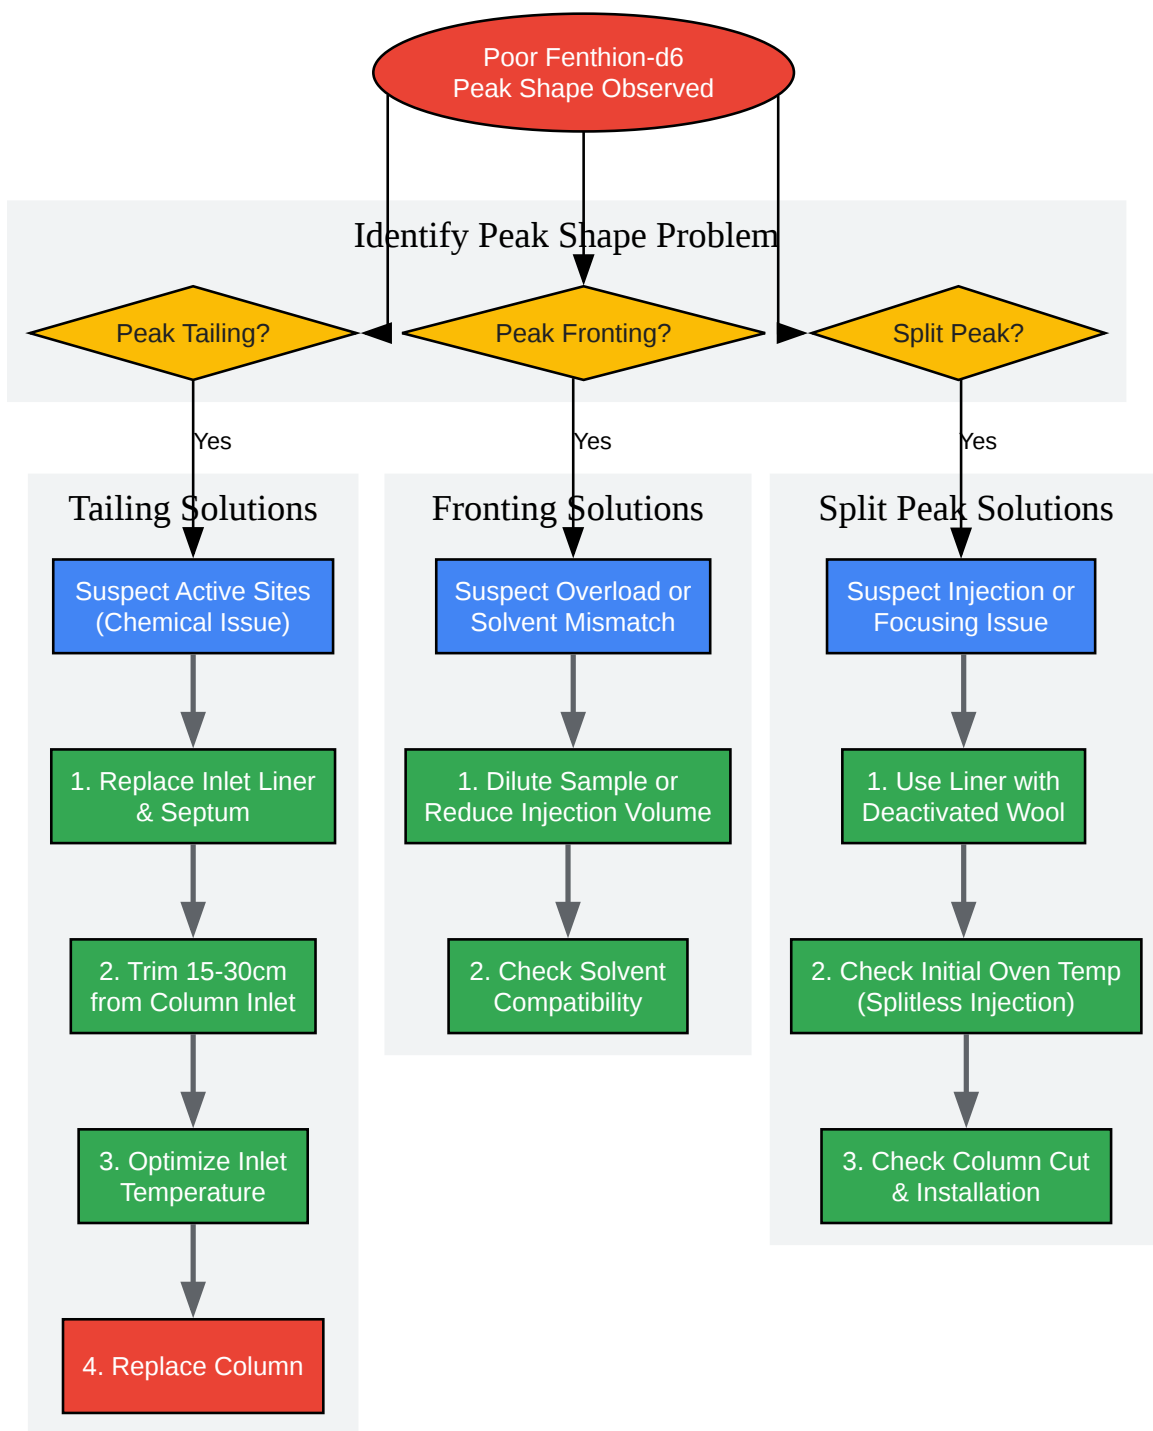 Poor Fenthion-d6
Peak Shape Observed
Identify Peak Shape Problem
Peak Tailing?
Peak Fronting?
Split Peak?
Yes
Yes
Yes
Tailing Solutions
Suspect Active Sites
(Chemical Issue)
1. Replace Inlet Liner
& Septum
2. Trim 15-30cm
from Column Inlet
3. Optimize Inlet
Temperature
4. Replace Column
Fronting Solutions
Suspect Overload or
Solvent Mismatch
1. Dilute Sample or
Reduce Injection Volume
2. Check Solvent
Compatibility
Split Peak Solutions
Suspect Injection or
Focusing Issue
1. Use Liner with
Deactivated Wool
2. Check Initial Oven Temp
(Splitless Injection)
3. Check Column Cut
& Installation